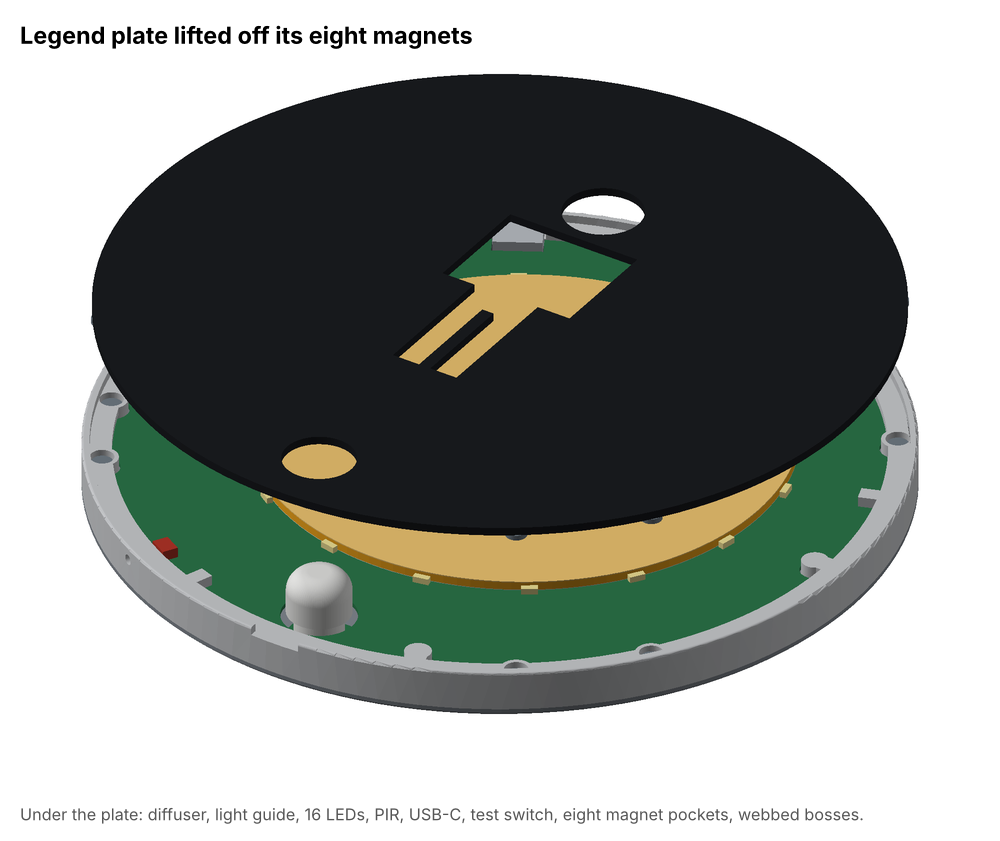 Legend plate lifted off its eight magnets
Under the plate: diffuser, light guide, 16 LEDs, PIR, USB-C, test switch, eight magnet pockets, webbed bosses.